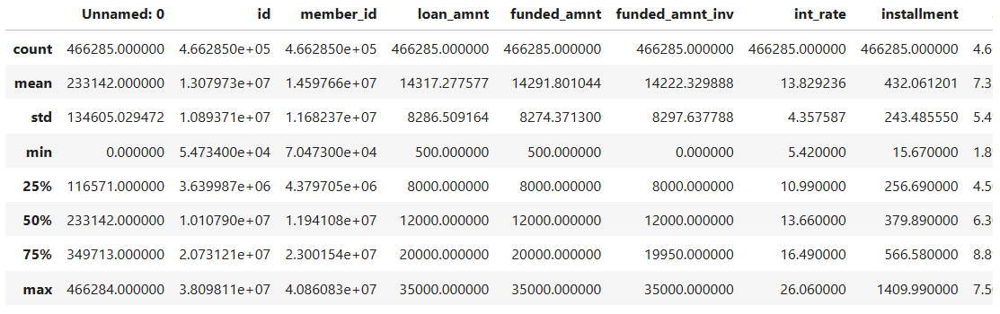 Unnamed: 0 id member_id loan_amnt funded_amnt funded_amnt_inv int_rate installment
count 466285.000000 4.662850e+05 4.662850e+05 466285.000000 466285.000000 466285.000000 466285.000000 466285.000000 4.6
mean 233142.000000 1.307973e+07 1.459766e+07 14317.277577 14291.801044 14222.329888 13.829236 432.061201 7.3
std 134605.029472 1.089371e+07 1.168237e+07 8286.509164 8274.371300 8297.637788 4.357587 243.485550 5.4
min 0.000000 5.473400e+04 7.047300e+04 500.000000 500.000000 0.000000 5.420000 15.670000 1.8
25% 116571.000000 3.639987e+06 4.379705e+06 8000.000000 8000.000000 8000.000000 10.990000 256.690000 4.5
50% 233142.000000 1.010790e+07 1.194108e+07 12000.000000 12000.000000 12000.000000 13.660000 379.890000 6.3
75% 349713.000000 2.073121e+07 2.300154e+07 20000.000000 20000.000000 19950.000000 16.490000 566.580000 8.8
max 466284.000000 3.809811e+07 4.086083e+07 35000.000000 35000.000000 35000.000000 26.060000 1409.990000 7.5